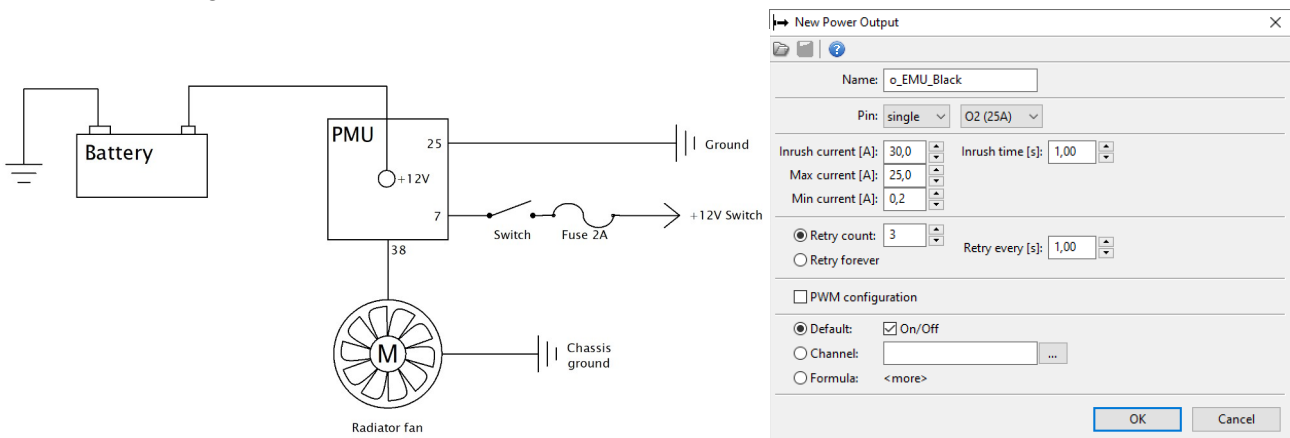 Battery
PMU
25
+12V
7
38
Ground
Switch
Fuse 2A
+12V Switch
M
Chassis
ground
Radiator fan
New Power Output
?
Name: o_EMU_Black
Pin: single O2 (25A)
Inrush current [A]: 30,0 Inrush time [s]: 1,00
Max current [A]: 25,0
Min current [A]: 0,2
Retry count: 3
Retry every [s]: 1,00
Retry forever
PWM configuration
Default: On/Off
Channel: ...
Formula: <more>
OK Cancel